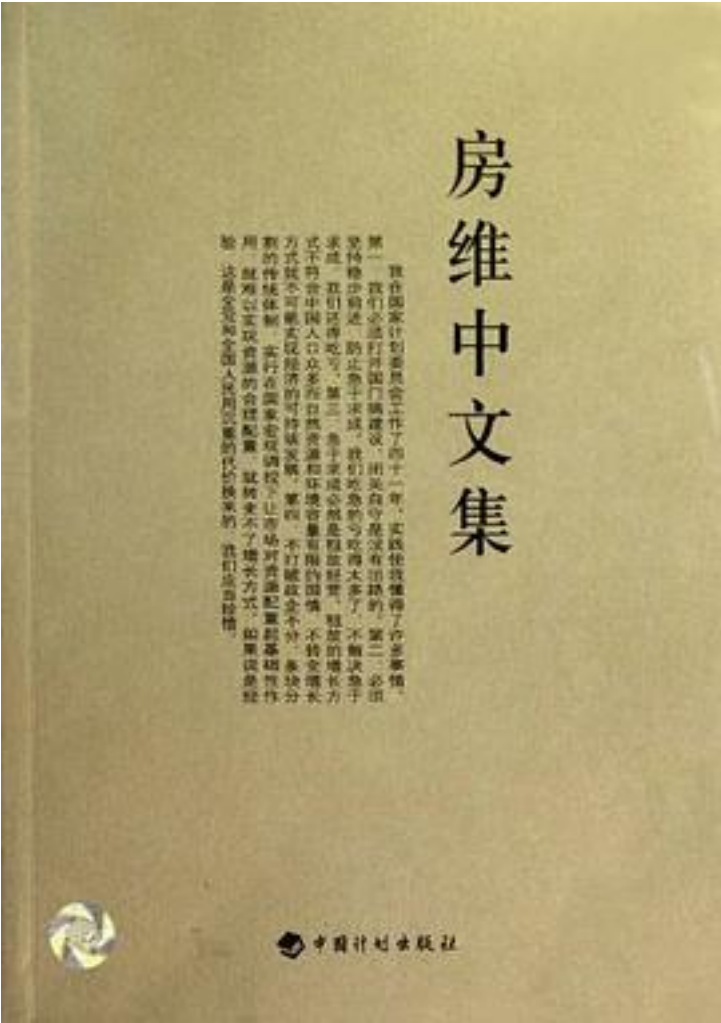 房维中文集
我在国家计划委员会工作了四十一年，实践使我懂得了许多事情。
第一，我们必须打开国门搞建设，闭关自守是没有出路的。第二，必须
坚持稳步前进，防止急于求成。我们吃急的亏吃得太多了，不解决急于
求成，我们还得吃亏。第三，急于求成必然是粗放经营，粗放的增长方
式不符合中国人口众多而自然资源和环境容量有限的国情，不转变增长
方式就不可能实现经济的可持续发展。第四，不打破政企不分、条块分
割的传统体制，实行在国家宏观调控下让市场对资源配置起基础性作
用，就难以实现资源的合理配置，就转变不了增长方式。如果说是经
验，这是全党和全国人民用沉重的代价换来的，我们应当珍惜。
中国计划出版社